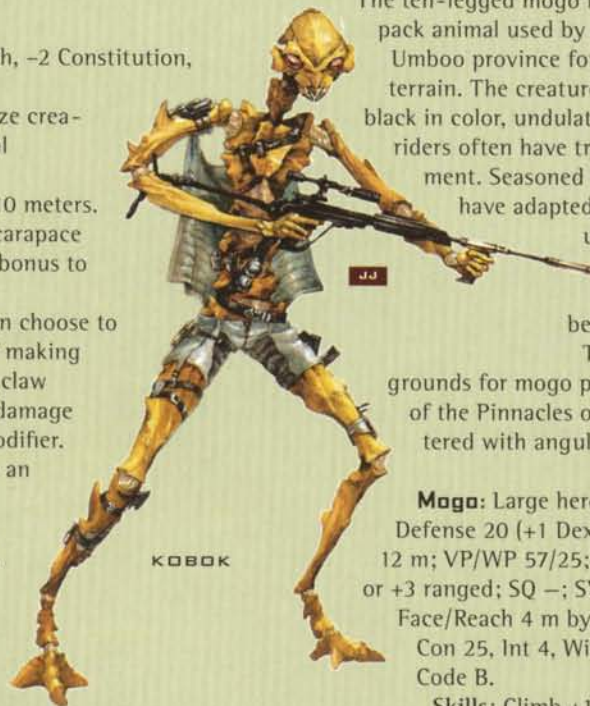 h, –2 Constitution,
ze crea-
l
10 meters.
carapace
bonus to
n choose to
making
claw
damage
odifier.
an
JJ
KOBOK
The ten-legged mogo
pack animal used by
Umboo province fo
terrain. The creature
black in color, undulat
riders often have tr
ment. Seasoned
have adapted
u
be
T
grounds for mogo p
of the Pinnacles o
tered with angul
Mogo: Large her
Defense 20 (+1 Dex
12 m; VP/WP 57/25;
or +3 ranged; SQ —; S
Face/Reach 4 m by
Con 25, Int 4, Wi
Code B.
Skills: Climb +1